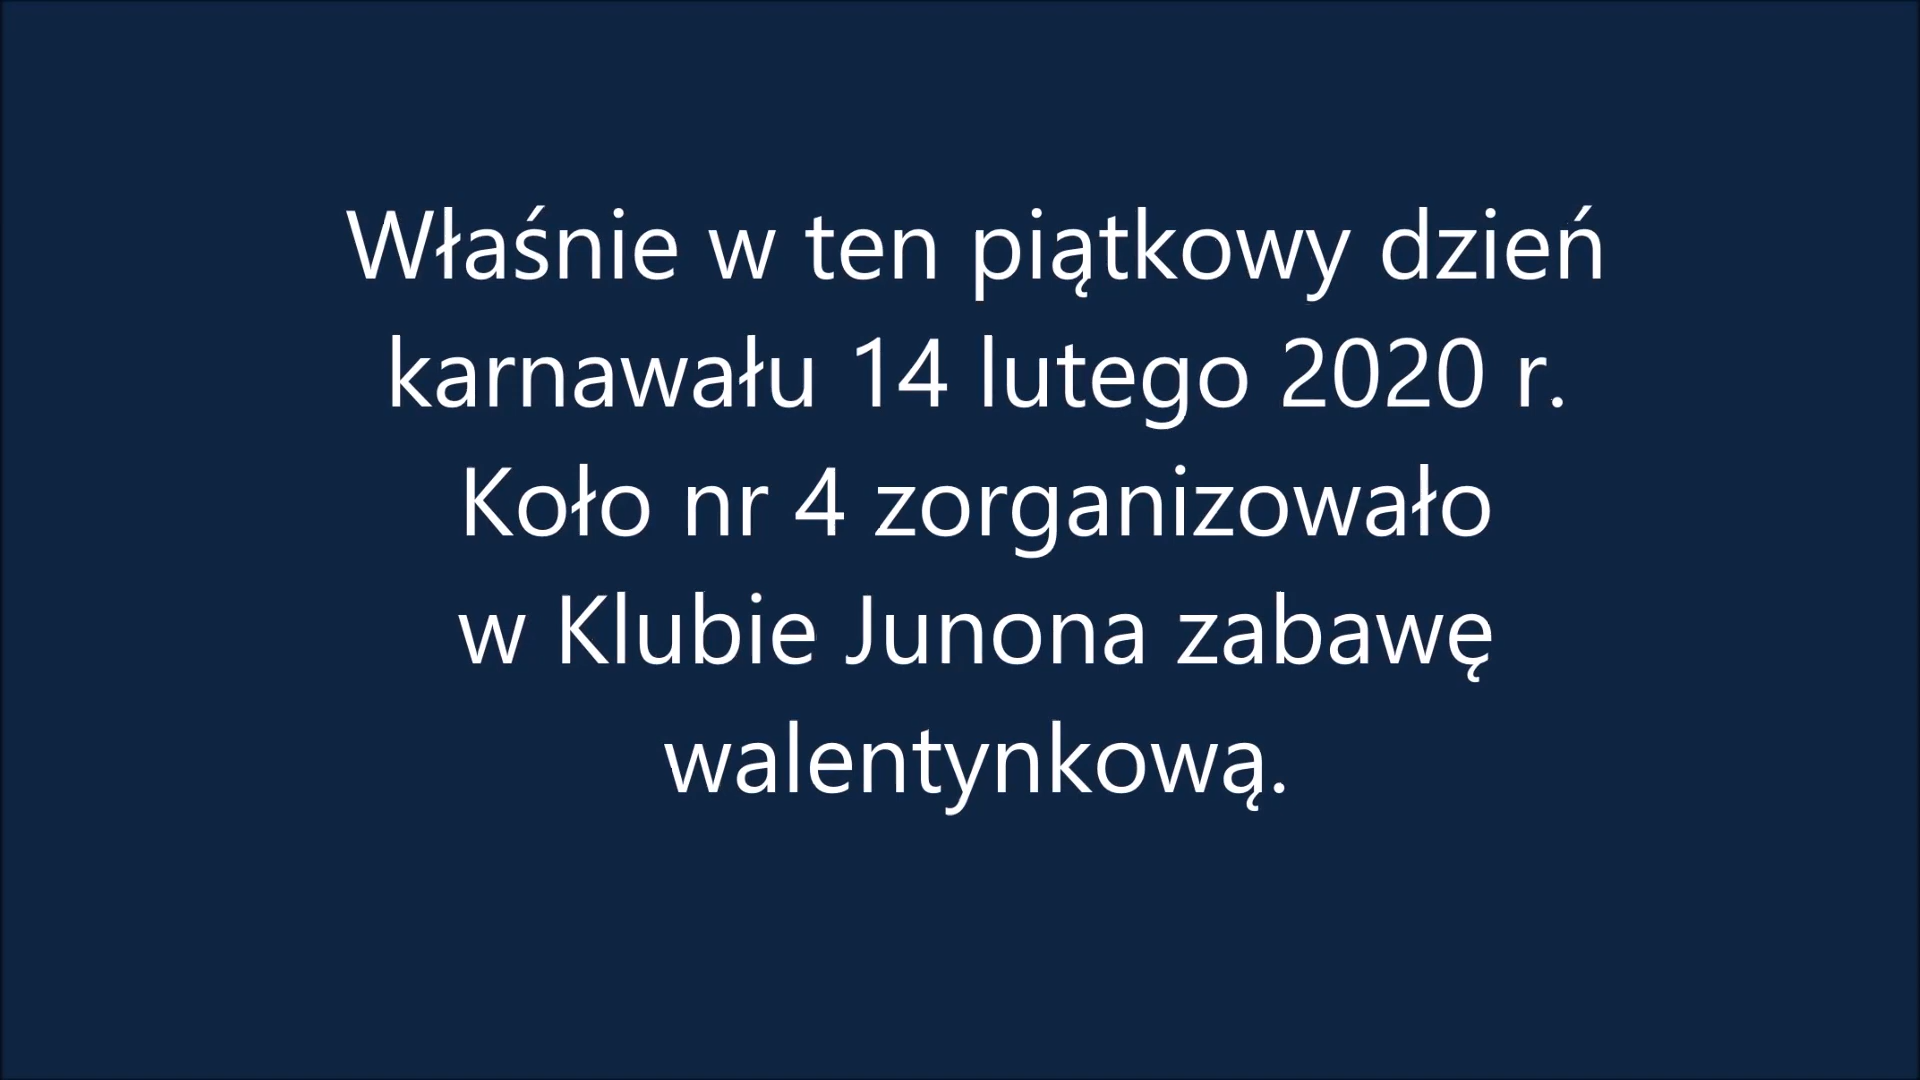 Właśnie w ten piątkowy dzień
karnawału 14 lutego 2020 r.
Koło nr 4 zorganizowało
w Klubie Junona zabawę
walentynkową.